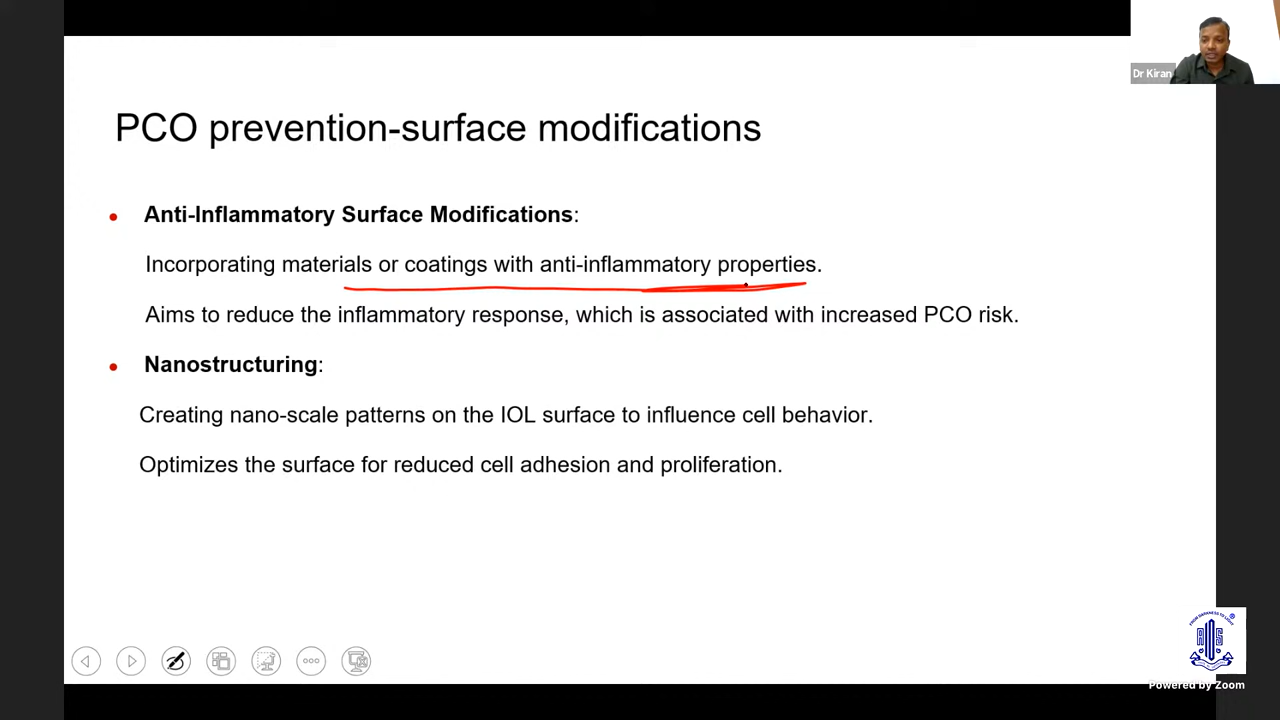 Dr Kiran
PCO prevention-surface modifications
Anti-Inflammatory Surface Modifications:
Incorporating materials or coatings with anti-inflammatory properties.
Aims to reduce the inflammatory response, which is associated with increased PCO risk.
Nanostructuring:
Creating nano-scale patterns on the IOL surface to influence cell behavior.
Optimizes the surface for reduced cell adhesion and proliferation.
Powered by Zoom